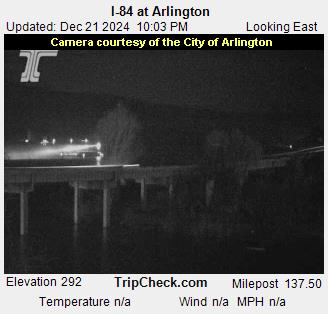 I-84 at Arlington
Updated: Dec 21 2024 10:03 PM Looking East
Camera courtesy of the City of Arlington
Elevation 292 TripCheck.com Milepost 137.50
Temperature n/a Wind n/a MPH n/a